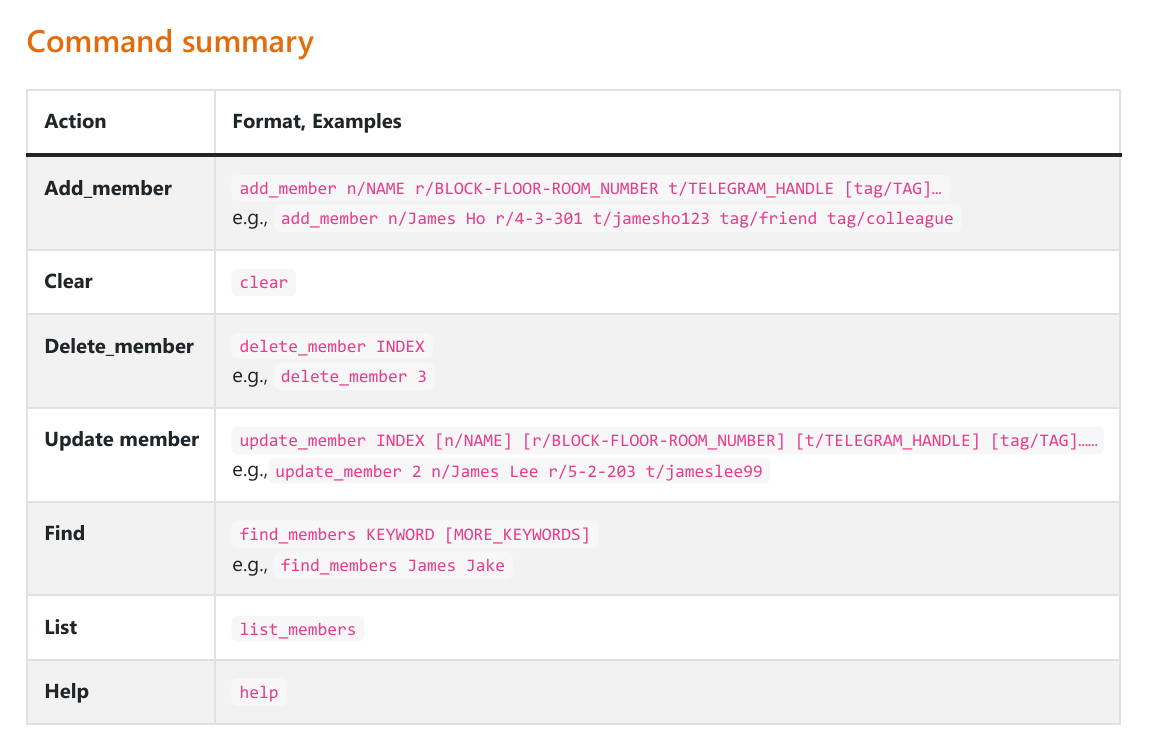 Command summary
Action
Format, Examples
Add_member
add_member n/NAME r/BLOCK-FLOOR-ROOM_NUMBER t/TELEGRAM_HANDLE [tag/TAG]…
e.g., add_member n/James Ho r/4-3-301 t/jamesho123 tag/friend tag/colleague
Clear
clear
Delete_member
delete_member INDEX
e.g., delete_member 3
Update member
update_member INDEX [n/NAME] [r/BLOCK-FLOOR-ROOM_NUMBER] [t/TELEGRAM_HANDLE] [tag/TAG]……
e.g., update_member 2 n/James Lee r/5-2-203 t/jameslee99
Find
find_members KEYWORD [MORE_KEYWORDS]
e.g., find_members James Jake
List
list_members
Help
help